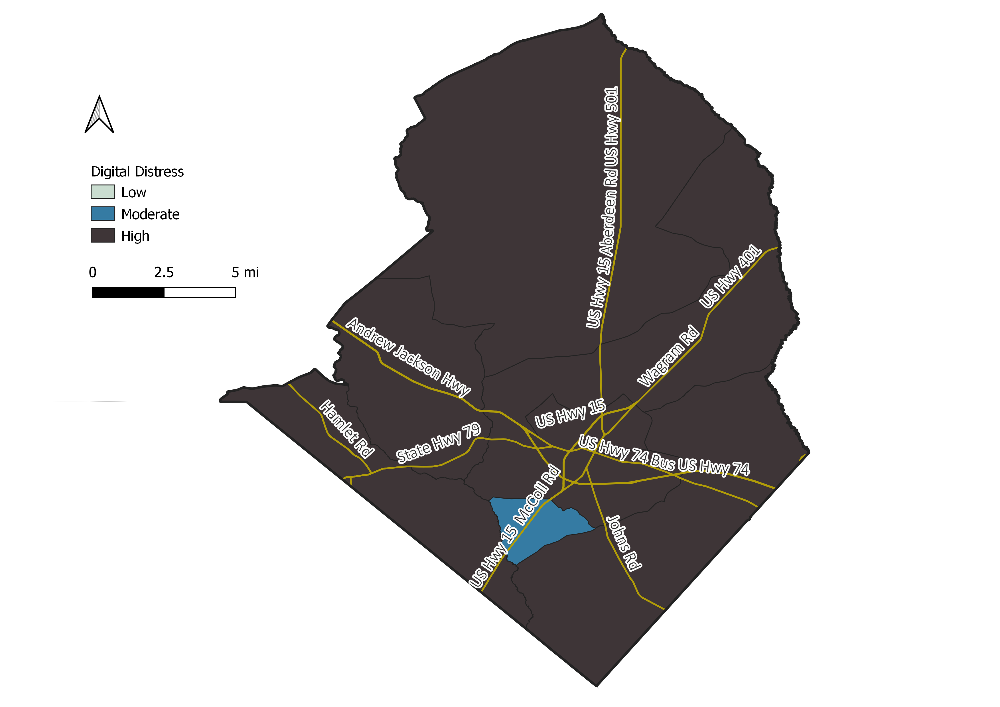 Digital Distress
Low
Moderate
High
0 2.5 5 mi
US Hwy 501
US Hwy 15 Aberdeen Rd
US Hwy 401
Wagram Rd
Andrew Jackson Hwy
US Hwy 15
Hamlet Rd
State Hwy 79
US Hwy 74 Bus US Hwy 74
McColl Rd
US Hwy 15
Johns Rd